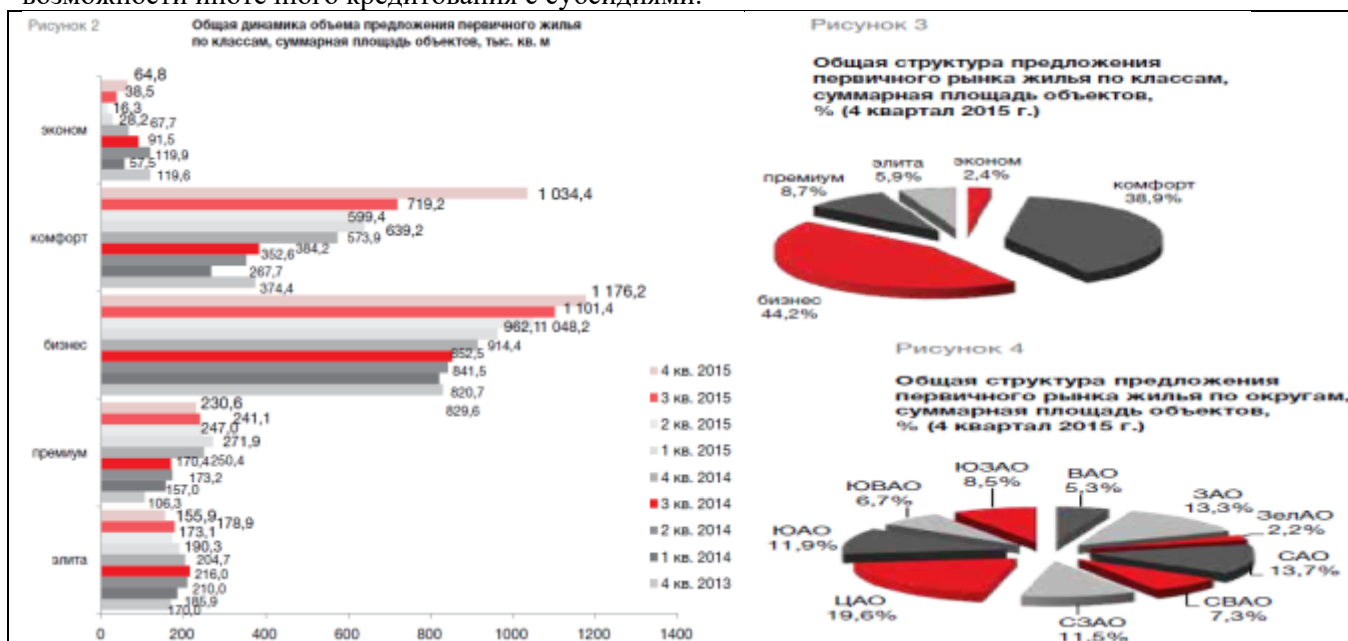 возможности ипотечного кредитования с субсидиями.
Рисунок 2
Общая динамика объема предложения первичного жилья
по классам, суммарная площадь объектов, тыс. кв. м
64,8
38,5
16,3
28,2
67,7
эконом
91,5
119,9
57,5
119,6
1 034,4
719,2
599,4
639,2
комфорт
573,9
384,2
352,6
267,7
374,4
1 176,2
1 101,4
962,1
1 048,2
бизнес
914,4
852,5
841,5
820,7
829,6
230,6
241,1
247,0
271,9
премиум
250,4
170,4
173,2
157,0
106,3
155,9
178,9
173,1
190,3
элита
204,7
216,0
210,0
185,9
170,0
4 кв. 2015
3 кв. 2015
2 кв. 2015
1 кв. 2015
4 кв. 2014
3 кв. 2014
2 кв. 2014
1 кв. 2014
4 кв. 2013
0 200 400 600 800 1000 1200 1400
Рисунок 3
Общая структура предложения
первичного рынка жилья по классам,
суммарная площадь объектов,
% (4 квартал 2015 г.)
эконом
2,4%
элита
5,9%
премиум
8,7%
комфорт
38,9%
бизнес
44,2%
Рисунок 4
Общая структура предложения
первичного рынка жилья по округам,
суммарная площадь объектов,
% (4 квартал 2015 г.)
ВАО
5,3%
ЗАО
13,3%
ЗелАО
2,2%
САО
13,7%
СВАО
7,3%
СЗАО
11,5%
ЦАО
19,6%
ЮАО
11,9%
ЮВАО
6,7%
ЮЗАО
8,5%